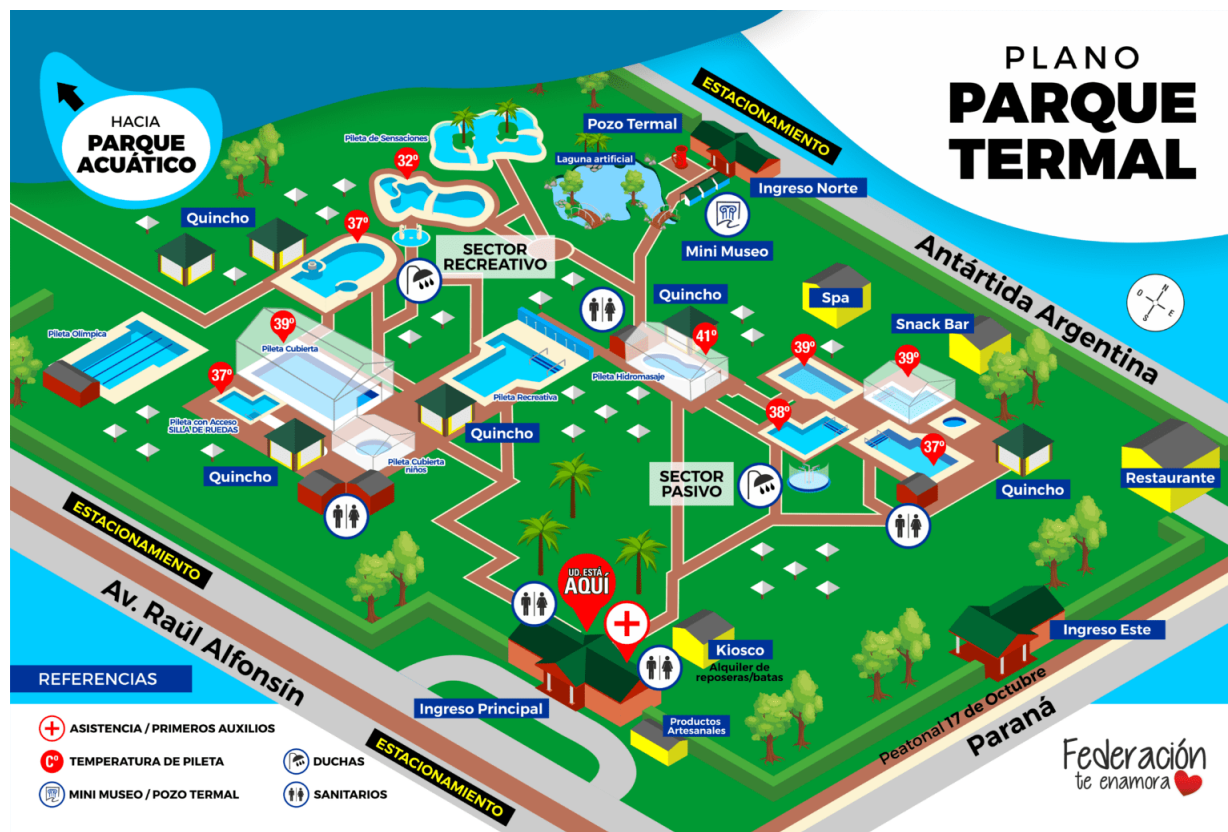 PLANO
PARQUE
TERMAL
HACIA
PARQUE
ACUÁTICO
ESTACIONAMIENTO
Antártida Argentina
Pileta de Sensaciones
Pozo Termal
Laguna artificial
Ingreso Norte
Mini Museo
32º
Quincho
37º
SECTOR
RECREATIVO
N
O
E
S
Spa
Snack Bar
Quincho
Pileta Olímpica
39º
Pileta Cubierta
41º
Pileta Hidromasaje
39º
39º
37º
Pileta con Acceso
SILLA DE RUEDAS
Pileta Recreativa
38º
37º
Quincho
Pileta Cubierta
niños
Quincho
SECTOR
PASIVO
Quincho
Restaurante
ESTACIONAMIENTO
Av. Raúl Alfonsín
UD. ESTÁ
AQUÍ
Kiosco
Alquiler de
reposeras/batas
Ingreso Este
Ingreso Principal
Productos
Artesanales
Peatonal 17 de Octubre
Paraná
ESTACIONAMIENTO
REFERENCIAS
ASISTENCIA / PRIMEROS AUXILIOS
Cº TEMPERATURA DE PILETA
DUCHAS
MINI MUSEO / POZO TERMAL
SANITARIOS
Federación
te enamora